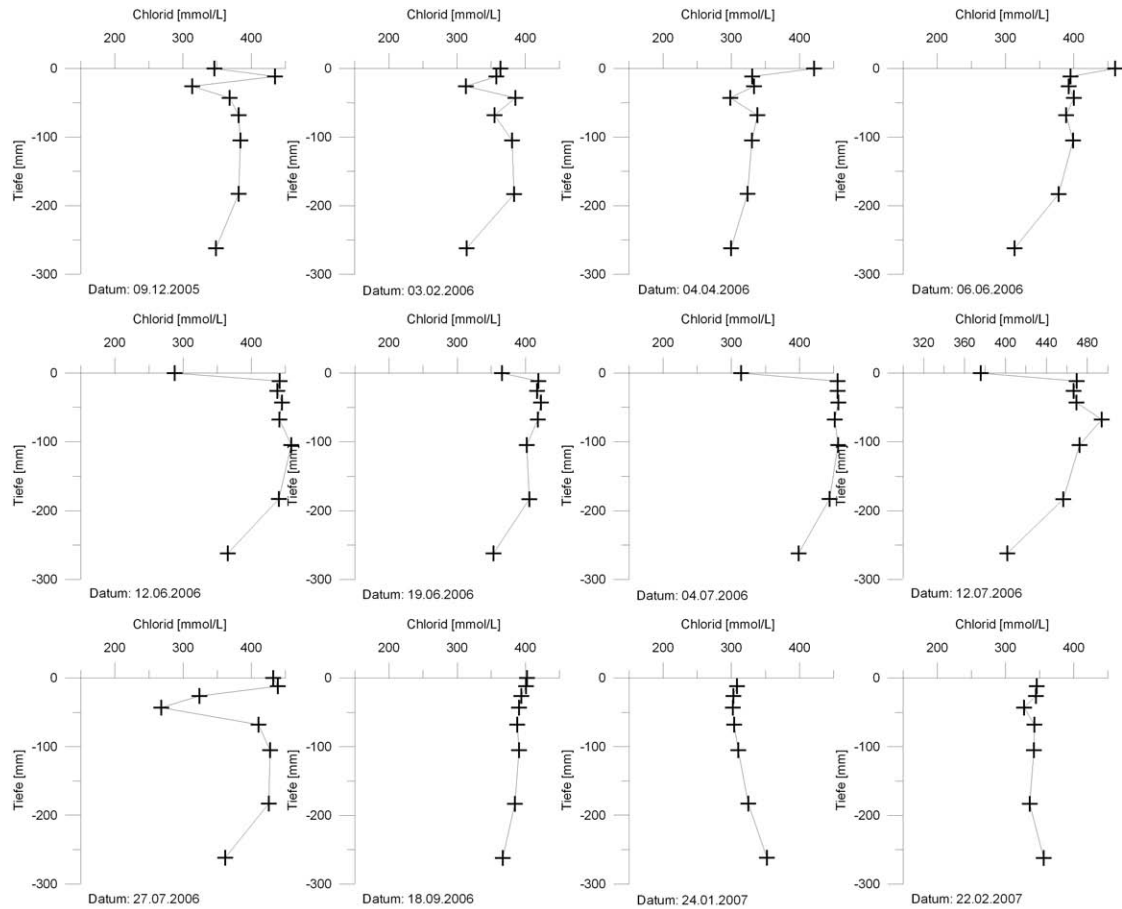 Chlorid [mmol/L] Chlorid [mmol/L] Chlorid [mmol/L] Chlorid [mmol/L]
200 300 400 200 300 400 200 300 400 200 300 400
0 0 0 0
-100 -100 -100 -100
Tiefe [mm] Tiefe [mm] Tiefe [mm] Tiefe [mm]
-200 -200 -200 -200
-300 -300 -300 -300
Datum: 09.12.2005 Datum: 03.02.2006 Datum: 04.04.2006 Datum: 06.06.2006
Chlorid [mmol/L] Chlorid [mmol/L] Chlorid [mmol/L] Chlorid [mmol/L]
200 300 400 200 300 400 200 300 400 320 360 400 440 480
0 0 0 0
-100 -100 -100 -100
Tiefe [mm] Tiefe [mm] Tiefe [mm] Tiefe [mm]
-200 -200 -200 -200
-300 -300 -300 -300
Datum: 12.06.2006 Datum: 19.06.2006 Datum: 04.07.2006 Datum: 12.07.2006
Chlorid [mmol/L] Chlorid [mmol/L] Chlorid [mmol/L] Chlorid [mmol/L]
200 300 400 200 300 400 200 300 400 200 300 400
0 0 0 0
-100 -100 -100 -100
Tiefe [mm] Tiefe [mm] Tiefe [mm] Tiefe [mm]
-200 -200 -200 -200
-300 -300 -300 -300
Datum: 27.07.2006 Datum: 18.09.2006 Datum: 24.01.2007 Datum: 22.02.2007